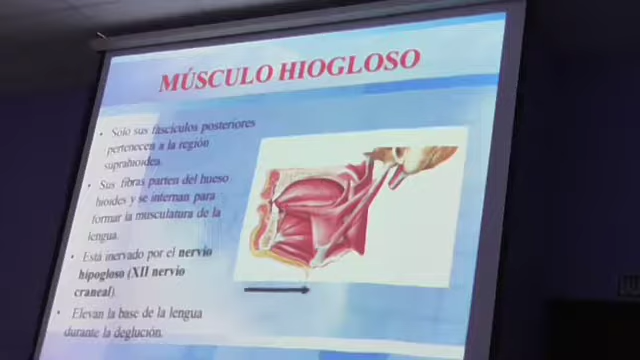 MÚSCULO HIOGLOSO
• Solo sus fascículos posteriores
pertenecen a la región
suprahioidea.
• Sus fibras parten del hueso
hioides y se internan para
formar la musculatura de la
lengua.
• Está inervado por el nervio
hipogloso (XII nervio
craneal).
• Elevan la base de la lengua
durante la deglución.